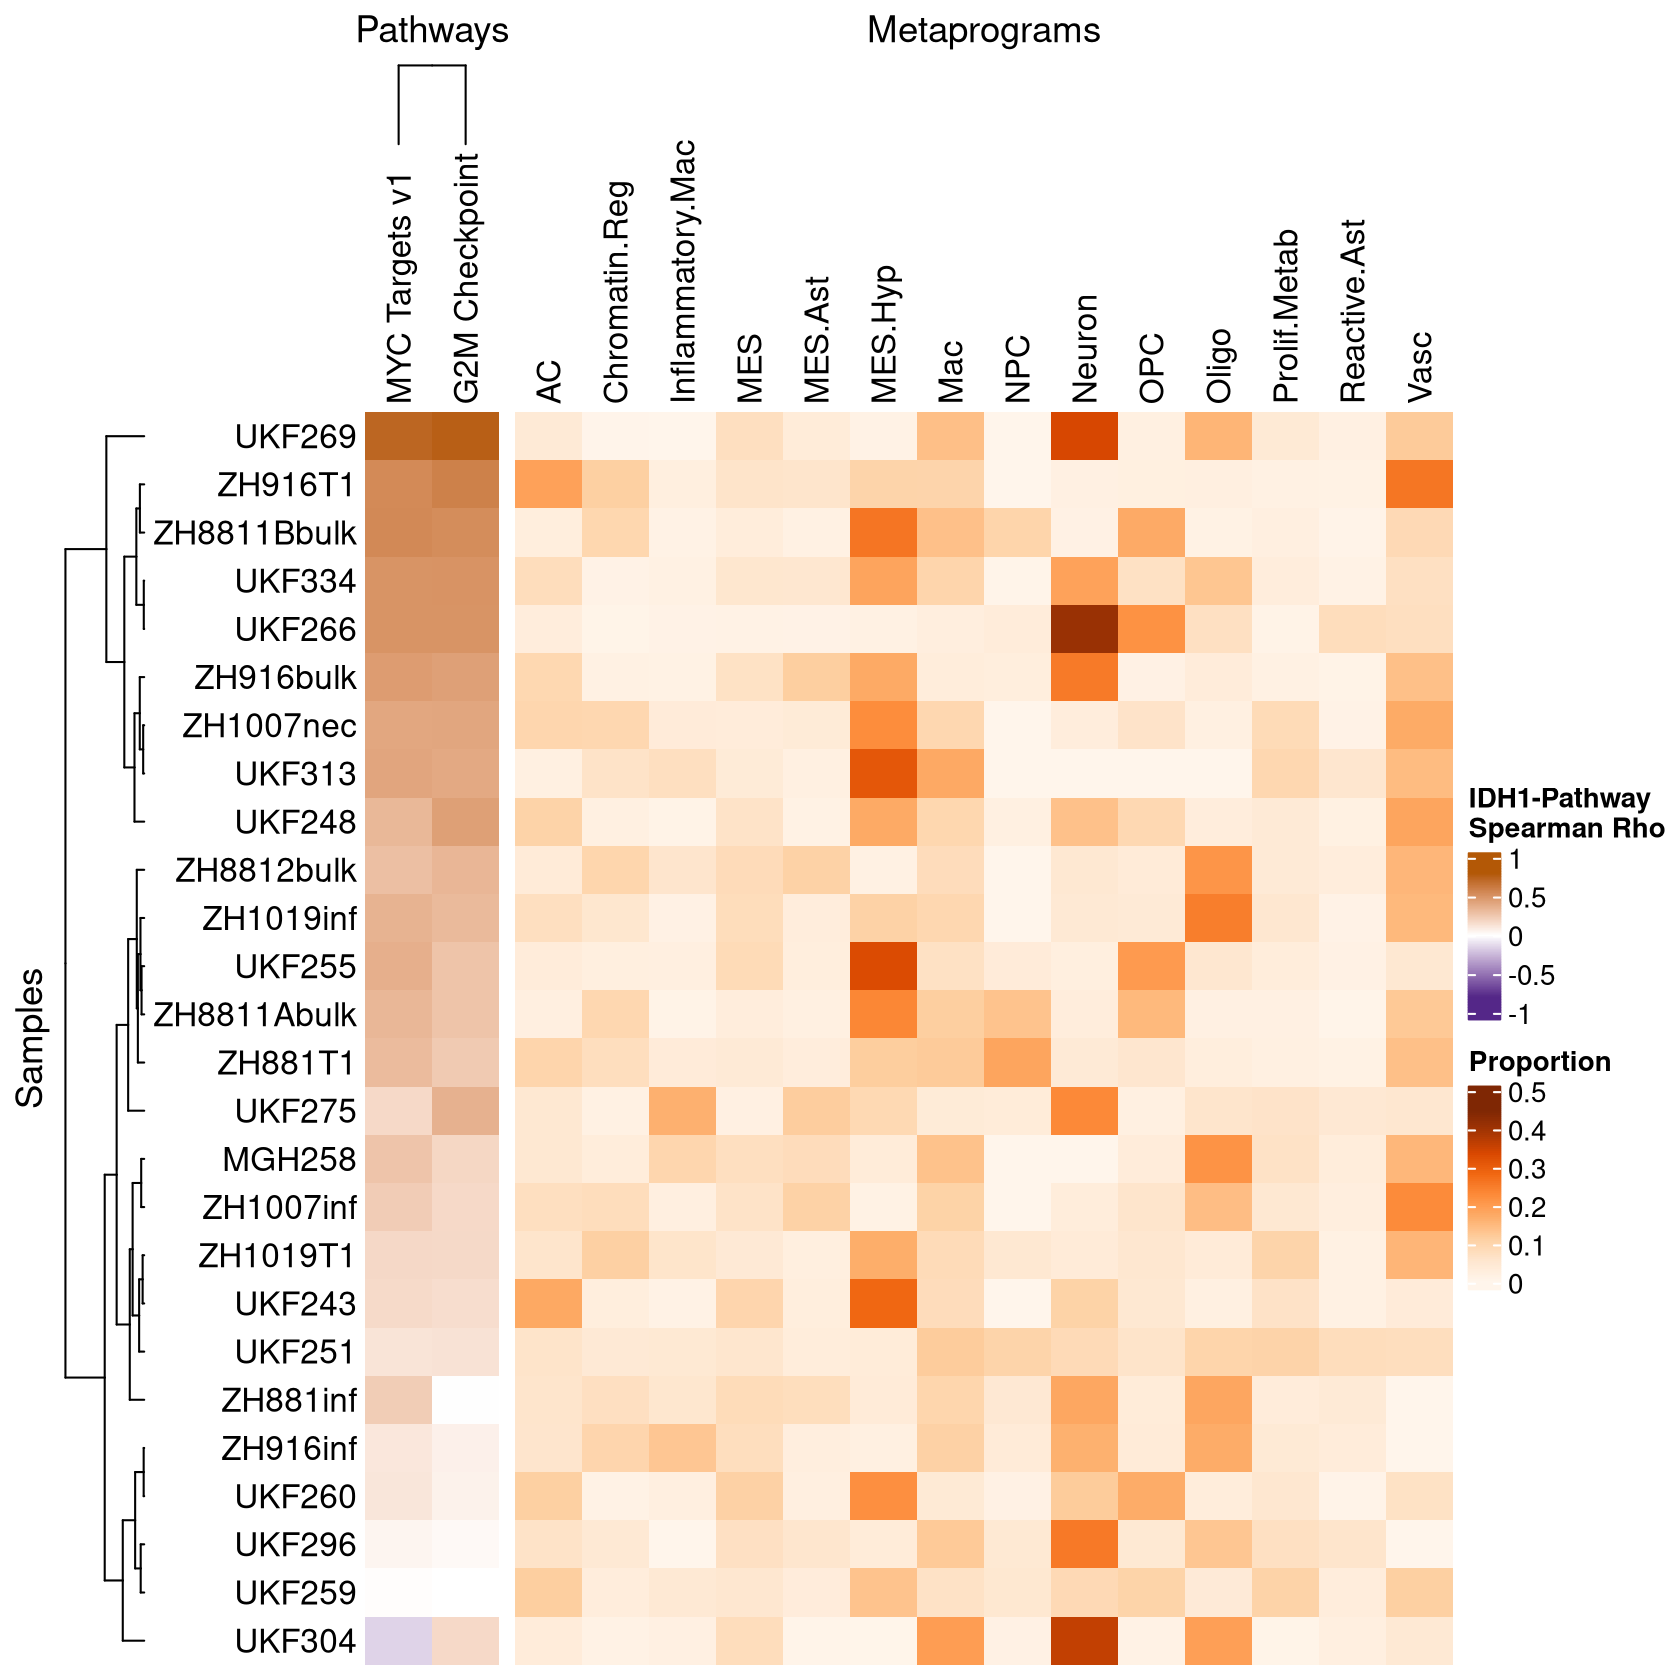 Pathways
Metaprograms
MYC Targets v1
G2M Checkpoint
AC
Chromatin.Reg
Inflammatory.Mac
MES
MES.Ast
MES.Hyp
Mac
NPC
Neuron
OPC
Oligo
Prolif.Metab
Reactive.Ast
Vasc
Samples
UKF269
ZH916T1
ZH8811Bbulk
UKF334
UKF266
ZH916bulk
ZH1007nec
UKF313
UKF248
ZH8812bulk
ZH1019inf
UKF255
ZH8811Abulk
ZH881T1
UKF275
MGH258
ZH1007inf
ZH1019T1
UKF243
UKF251
ZH881inf
ZH916inf
UKF260
UKF296
UKF259
UKF304
IDH1-Pathway
Spearman Rho
1
0.5
0
-0.5
-1
Proportion
0.5
0.4
0.3
0.2
0.1
0